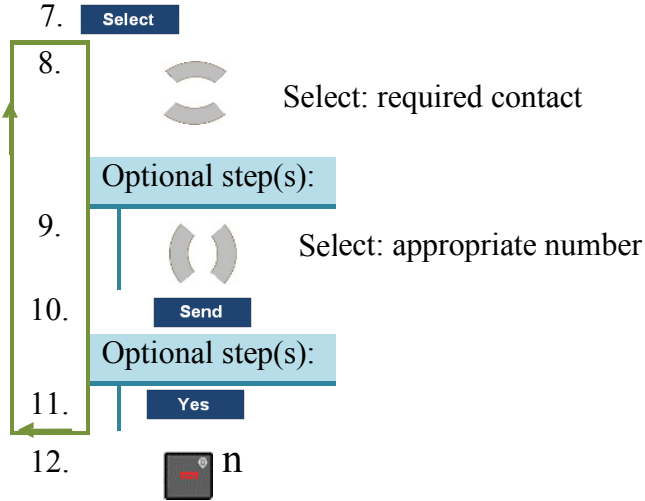 7. Select
8.
Select: required contact
Optional step(s):
9.
Select: appropriate number
10. Send
Optional step(s):
11. Yes
12. n